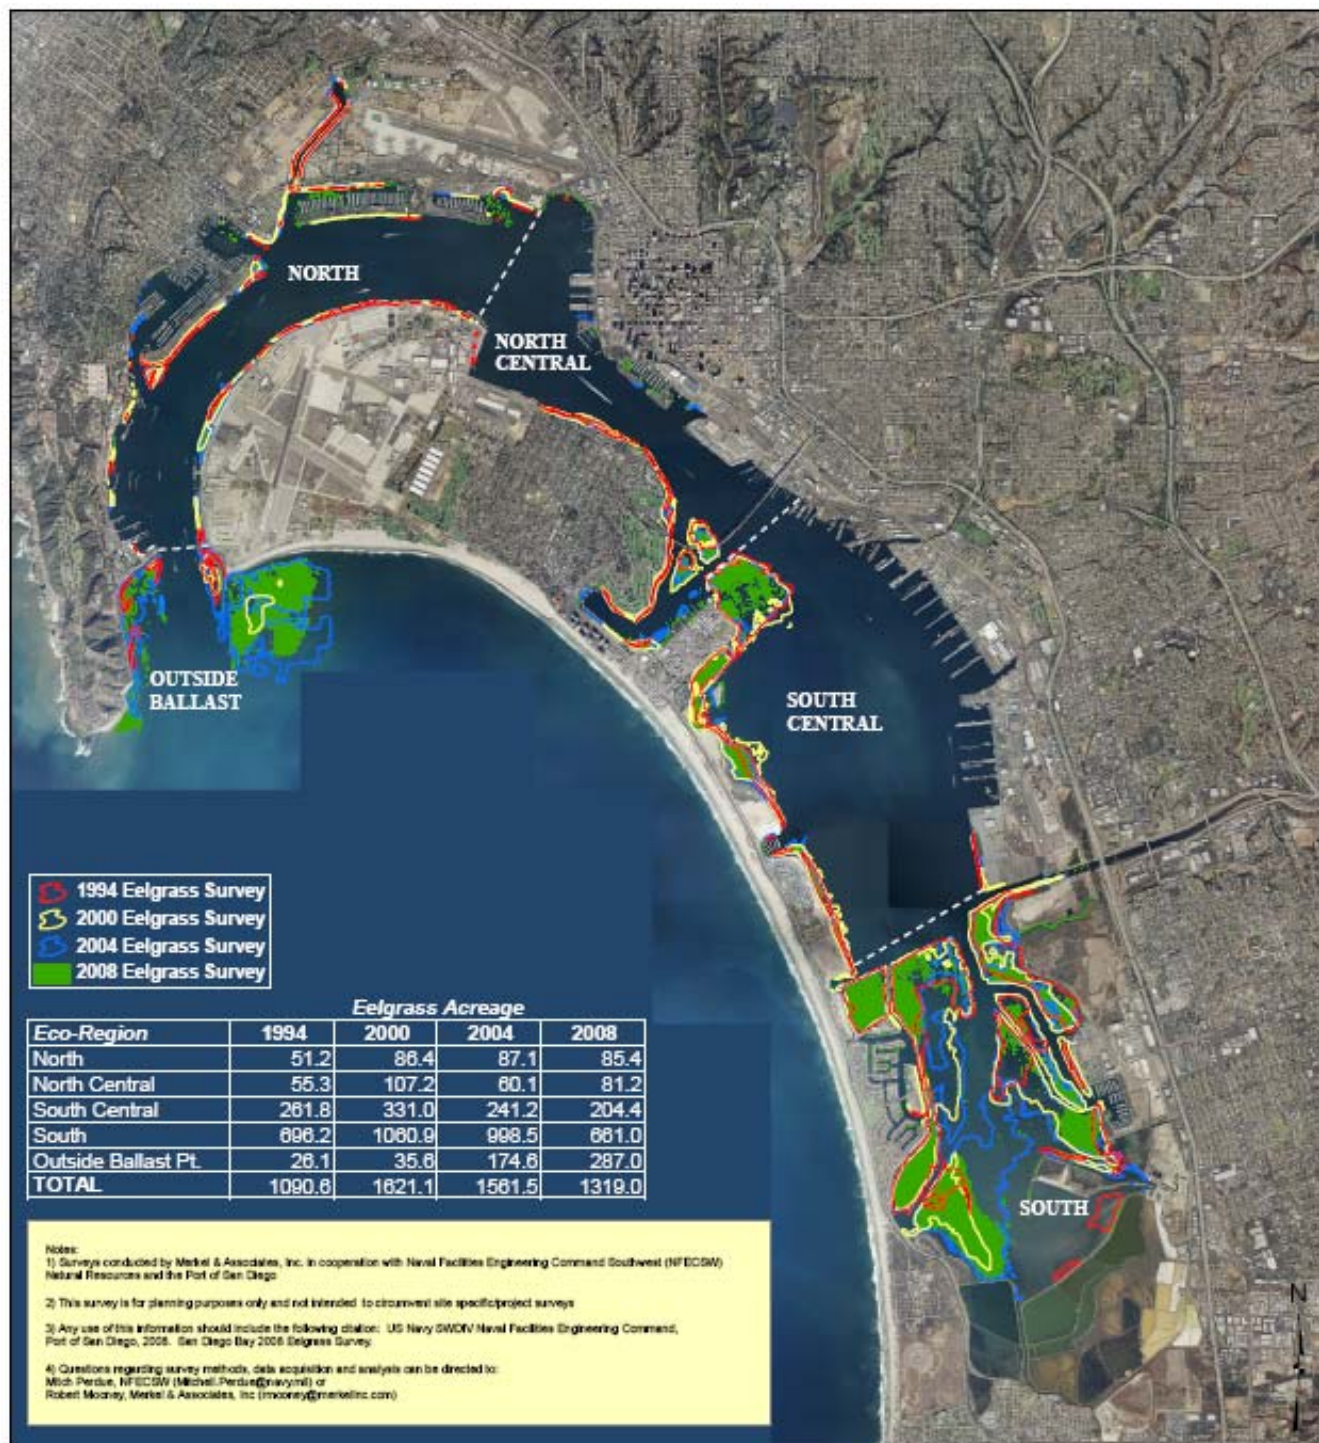 NORTH
NORTH
CENTRAL
OUTSIDE
BALLAST
SOUTH
CENTRAL
SOUTH
N
1994 Eelgrass Survey
2000 Eelgrass Survey
2004 Eelgrass Survey
2008 Eelgrass Survey
Eelgrass Acreage
Eco-Region 1994 2000 2004 2008
North 51.2 86.4 87.1 85.4
North Central 55.3 107.2 60.1 81.2
South Central 261.8 331.0 241.2 204.4
South 696.2 1060.9 998.5 661.0
Outside Ballast Pt. 26.1 35.6 174.6 287.0
TOTAL 1090.6 1621.1 1561.5 1319.0
Notes:
1) Surveys conducted by Merkel & Associates, Inc. in cooperation with Naval Facilities Engineering Command Southwest (NFECSW)
Natural Resources and the Port of San Diego
2) This survey is for planning purposes only and not intended to circumvent site specific/project surveys
3) Any use of this information should include the following citation: US Navy SWDIV Naval Facilities Engineering Command,
Port of San Diego, 2008. San Diego Bay 2008 Eelgrass Survey.
4) Questions regarding survey methods, data acquisition and analysis can be directed to:
Mitch Perdue, NFECSW (Mitchell.Perdue@navy.mil) or
Robert Mooney, Merkel & Associates, Inc (rmooney@merkelinc.com)